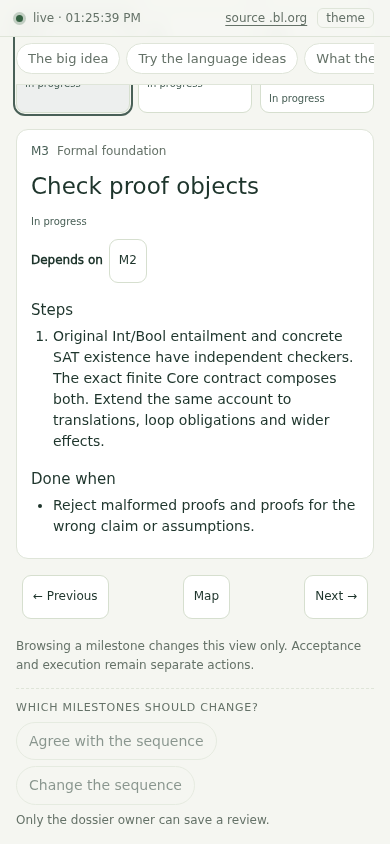 live · 01:25:39 PM
source .bl.org
theme
The big idea
Try the language ideas
What the
In progress
In progress
In progress
M3 Formal foundation
Check proof objects
In progress
Depends on M2
Steps
1. Original Int/Bool entailment and concrete
SAT existence have independent checkers.
The exact finite Core contract composes
both. Extend the same account to
translations, loop obligations and wider
effects.
Done when
• Reject malformed proofs and proofs for the
wrong claim or assumptions.
← Previous
Map
Next →
Browsing a milestone changes this view only. Acceptance
and execution remain separate actions.
WHICH MILESTONES SHOULD CHANGE?
Agree with the sequence
Change the sequence
Only the dossier owner can save a review.